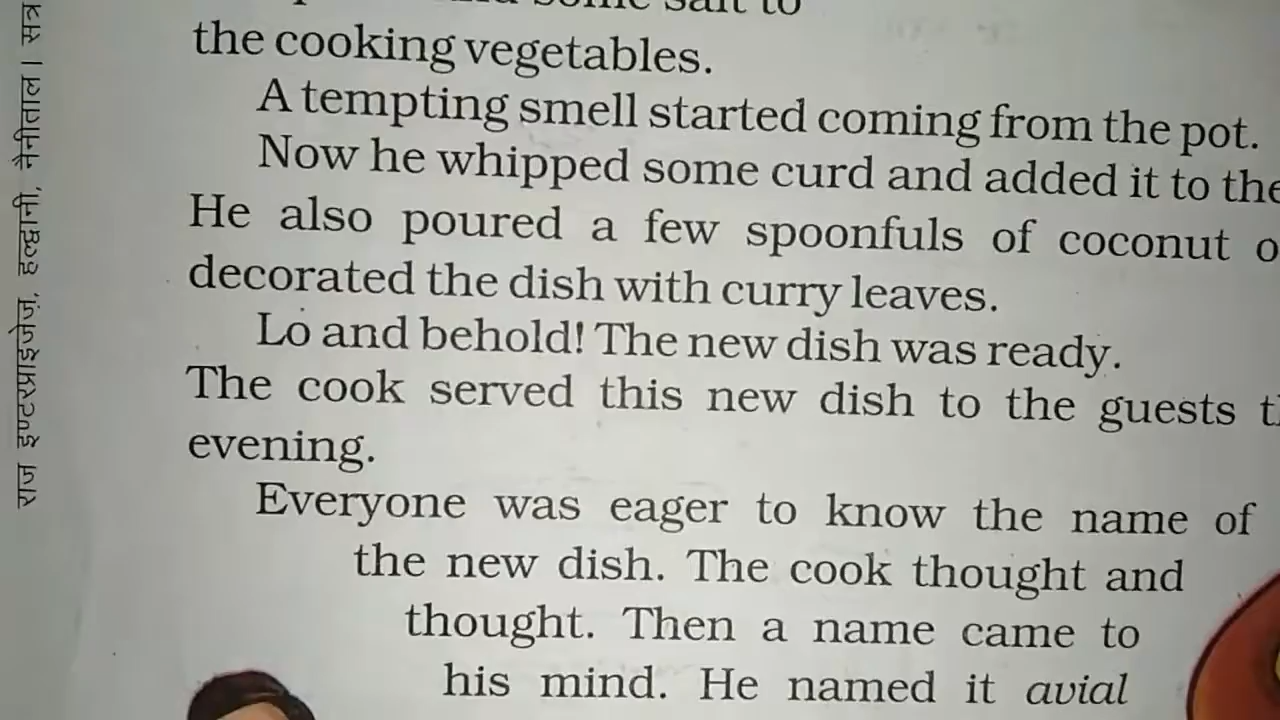 some salt to
the cooking vegetables.
A tempting smell started coming from the pot.
Now he whipped some curd and added it to the
He also poured a few spoonfuls of coconut
decorated the dish with curry leaves.
Lo and behold! The new dish was ready.
The cook served this new dish to the guests
evening.
Everyone was eager to know the name of
the new dish. The cook thought and
thought. Then a name came to
his mind. He named it avial
राज इण्टरप्राइजेज, हल्द्वानी, नैनीताल। सत्र